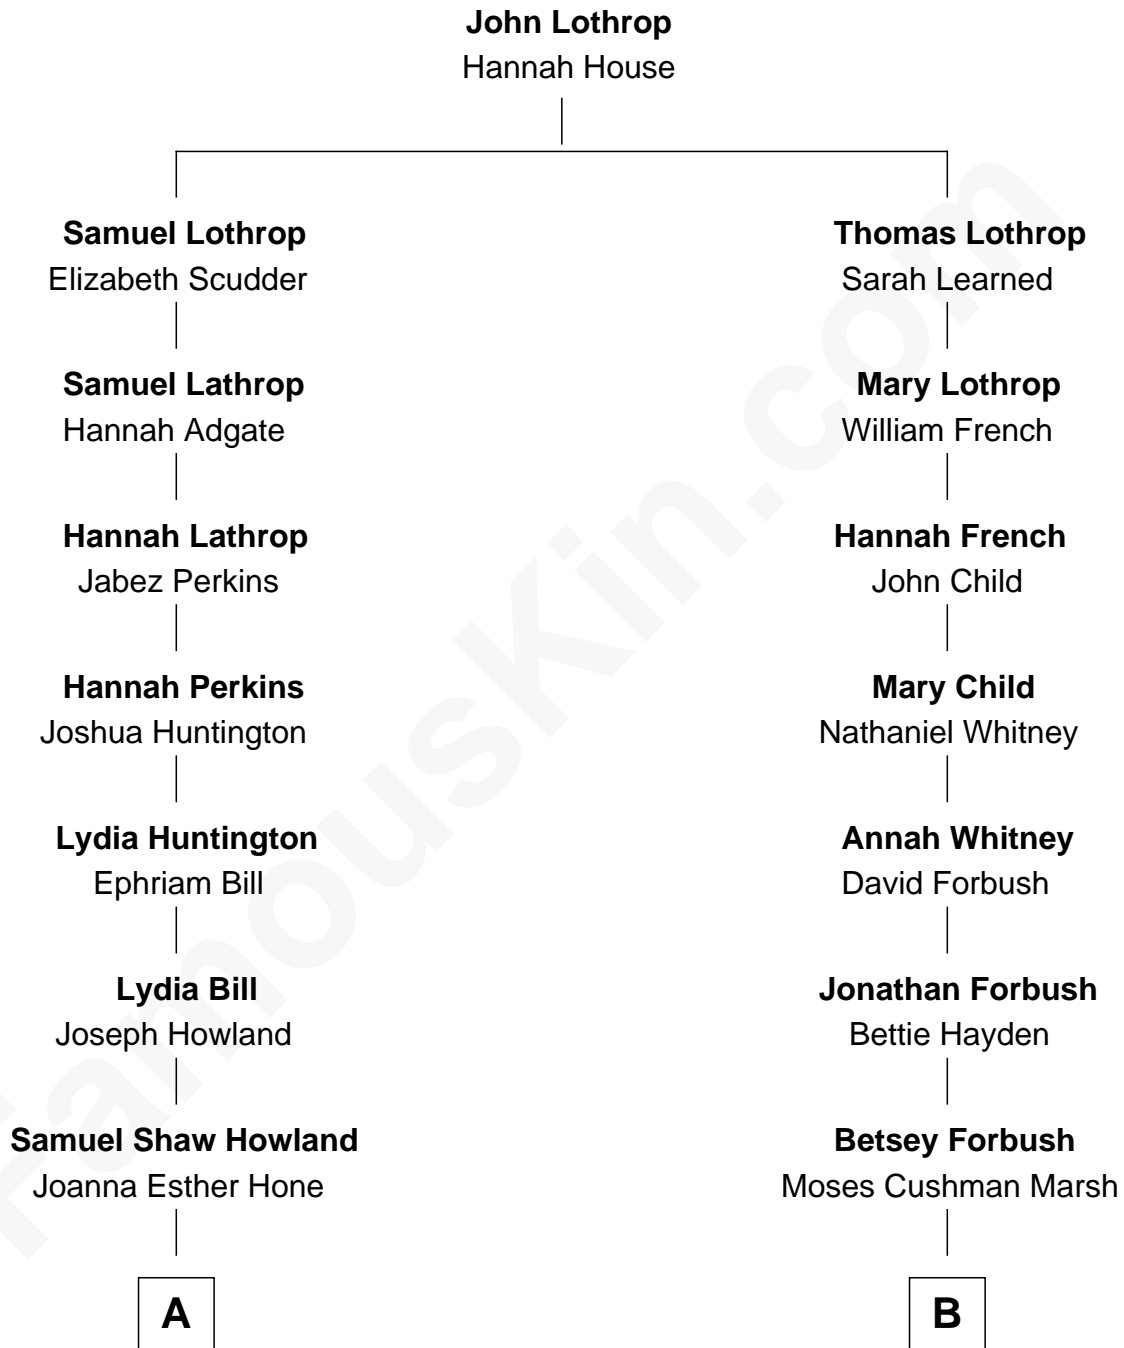 John Lothrop
Hannah House
Samuel Lothrop
Elizabeth Scudder
Thomas Lothrop
Sarah Learned
Samuel Lathrop
Hannah Adgate
Mary Lothrop
William French
Hannah Lathrop
Jabez Perkins
Hannah French
John Child
Hannah Perkins
Joshua Huntington
Mary Child
Nathaniel Whitney
Lydia Huntington
Ephriam Bill
Annah Whitney
David Forbush
Lydia Bill
Joseph Howland
Jonathan Forbush
Bettie Hayden
Samuel Shaw Howland
Joanna Esther Hone
Betsey Forbush
Moses Cushman Marsh
A
B
FamousKin.com